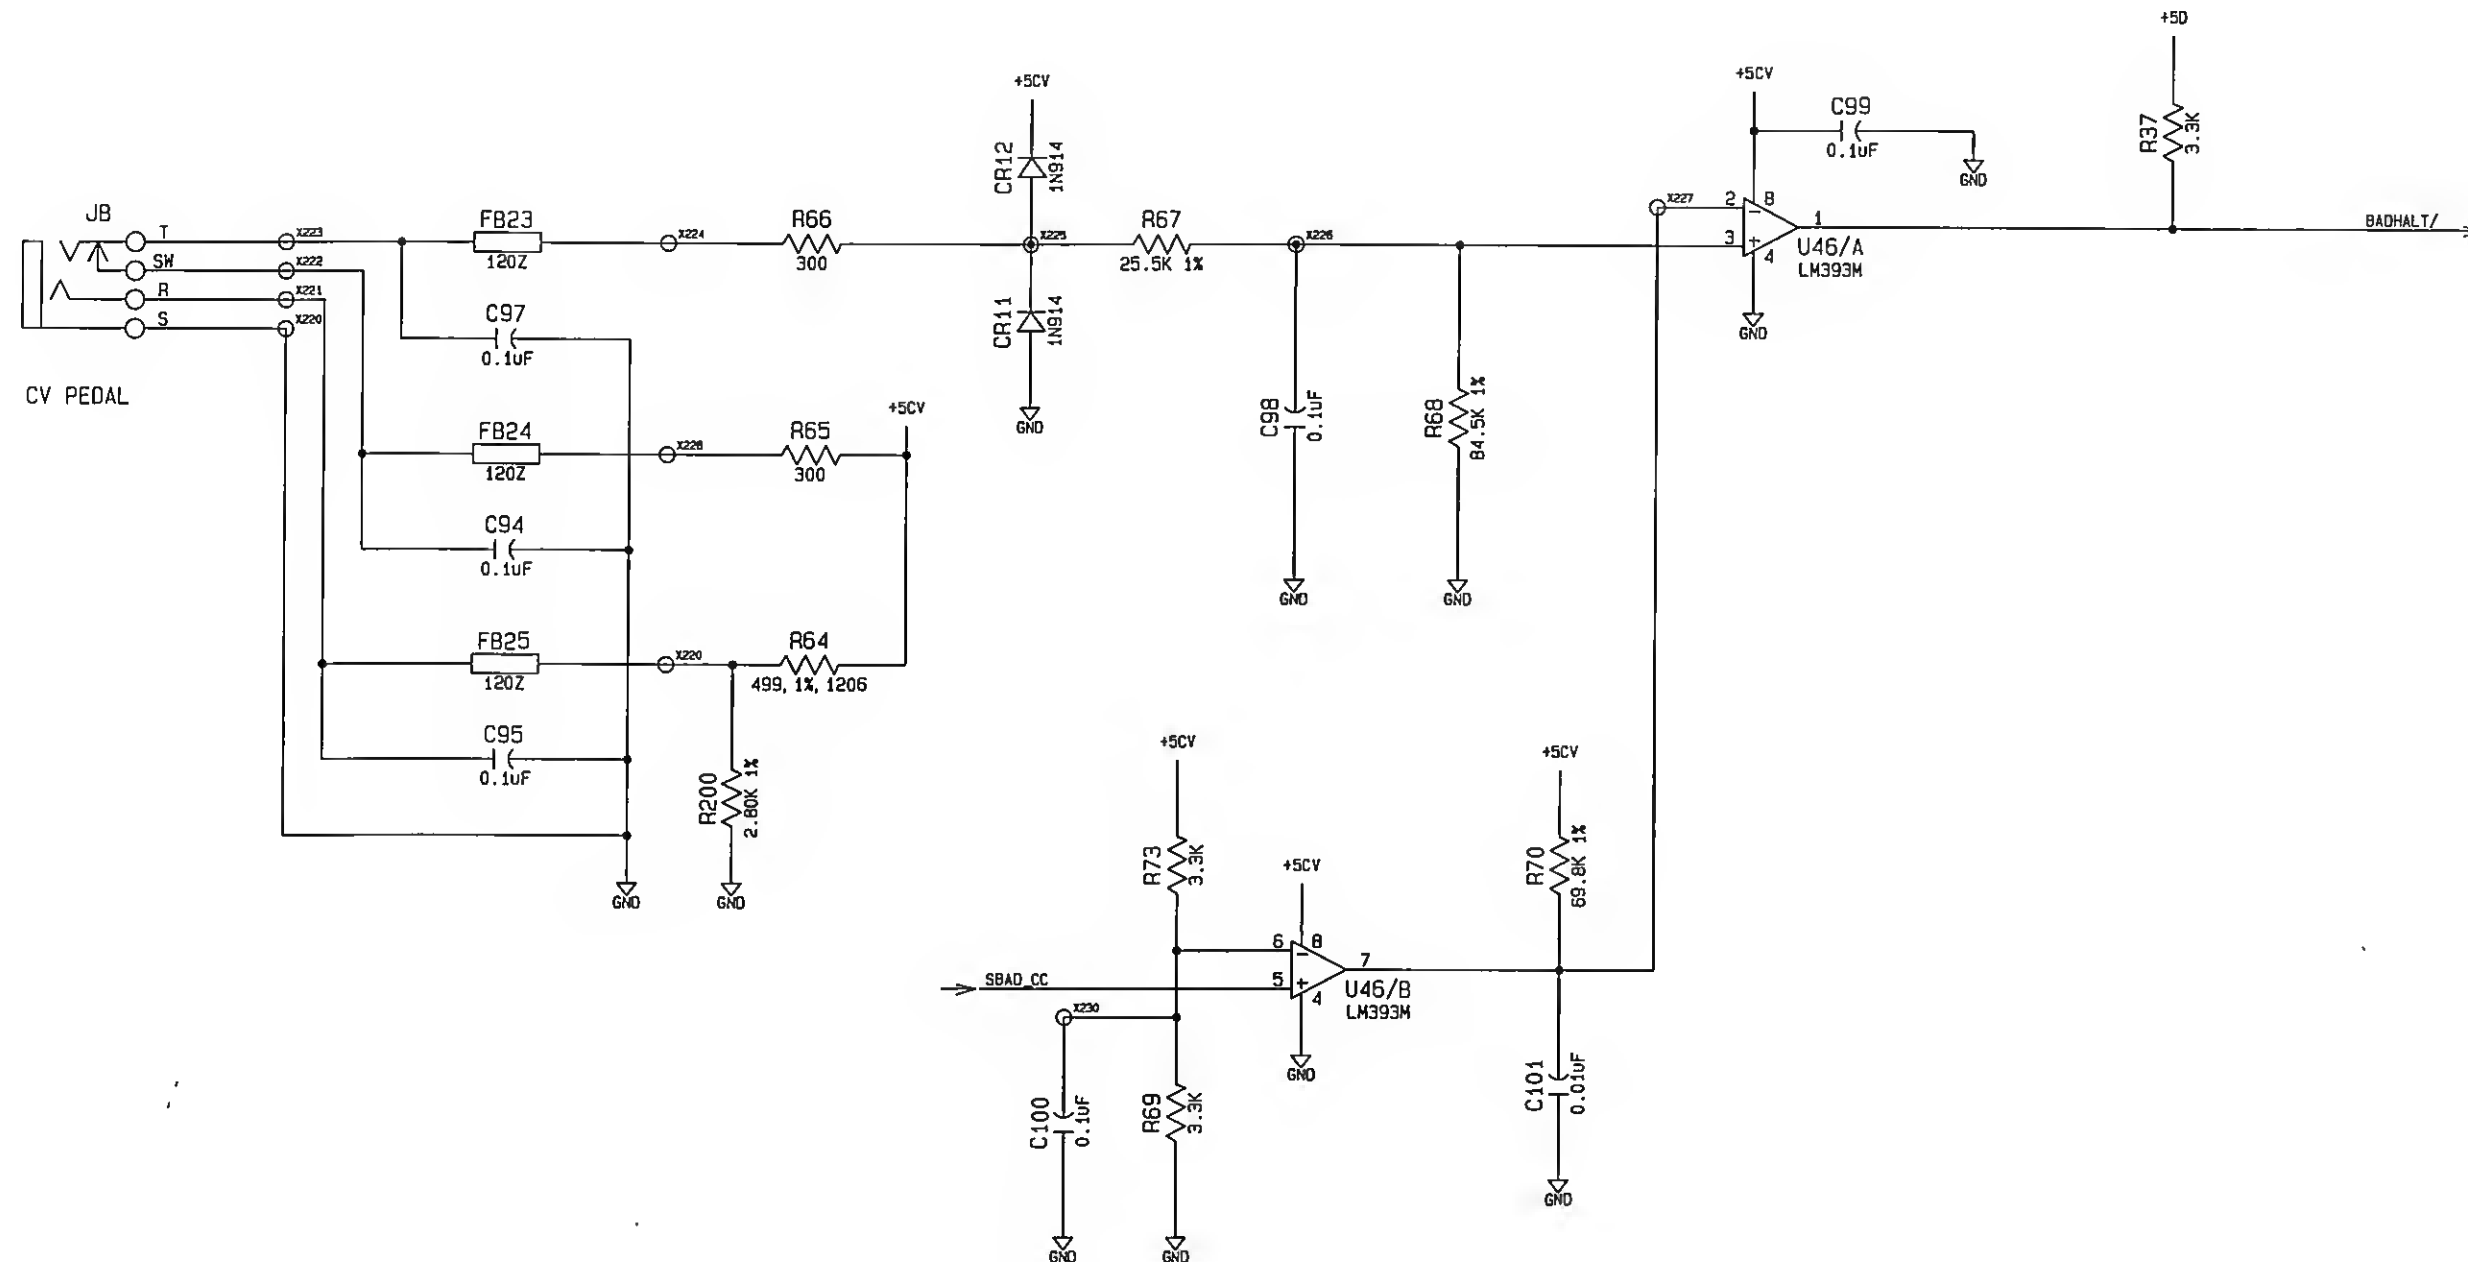 +5D
+5CV
+5CV
C99
0.1uF
GND
R37
3.3K
CR12
1N914
JB
T
X223
FB23
120Z
X224
R66
300
X225
R67
25.5K 1%
X226
X227
2
8
3
4
1
U46/A
LM393M
GND
BADHALT/
SW
X222
R
X221
S
X220
CV PEDAL
C97
0.1uF
CR11
1N914
GND
C98
0.1uF
GND
R68
84.5K 1%
GND
FB24
120Z
X228
R65
300
+5CV
C94
0.1uF
FB25
120Z
X220
R64
499, 1%, 1206
C95
0.1uF
R200
2.80K 1%
GND
GND
+5CV
R73
3.3K
+5CV
6
8
5
4
7
U46/B
LM393M
GND
SBAD_CC
X230
C100
0.1uF
GND
R69
3.3K
GND
+5CV
R70
69.8K 1%
C101
0.01uF
GND